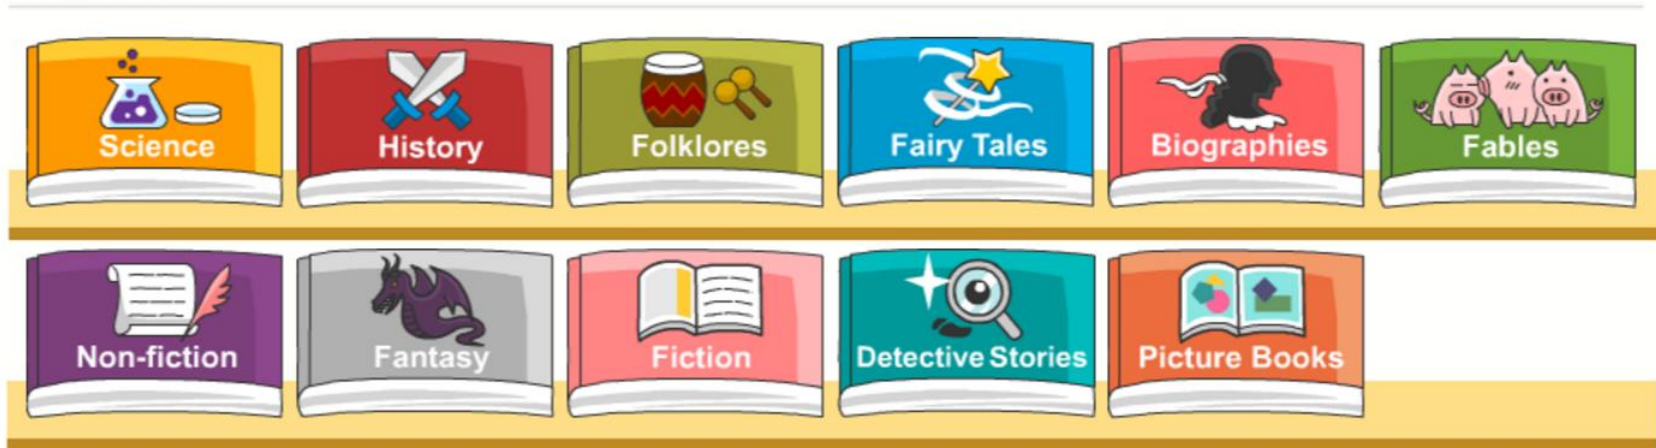 Science
History
Folklores
Fairy Tales
Biographies
Fables
Non-fiction
Fantasy
Fiction
Detective Stories
Picture Books